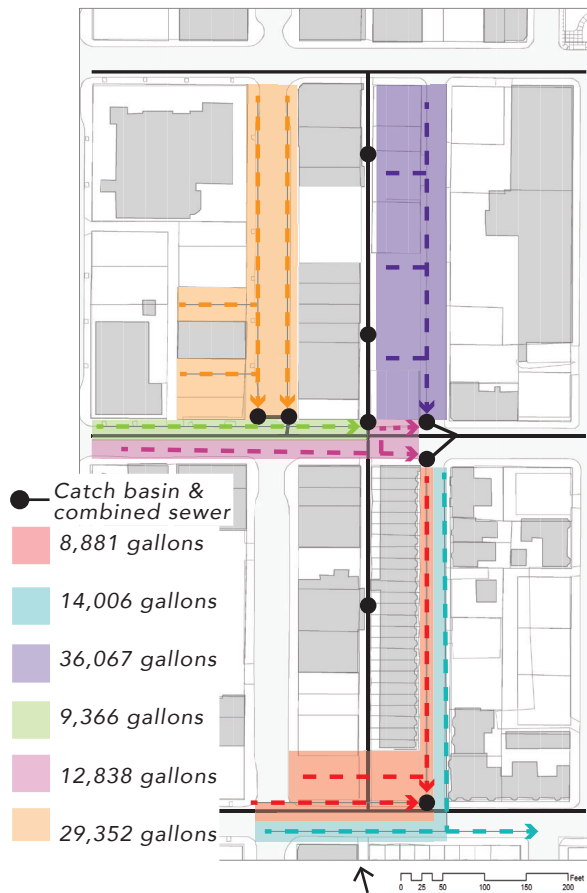 Catch basin &
combined sewer
8,881 gallons
14,006 gallons
36,067 gallons
9,366 gallons
12,838 gallons
29,352 gallons
Feet
0 25 50 100 150 200